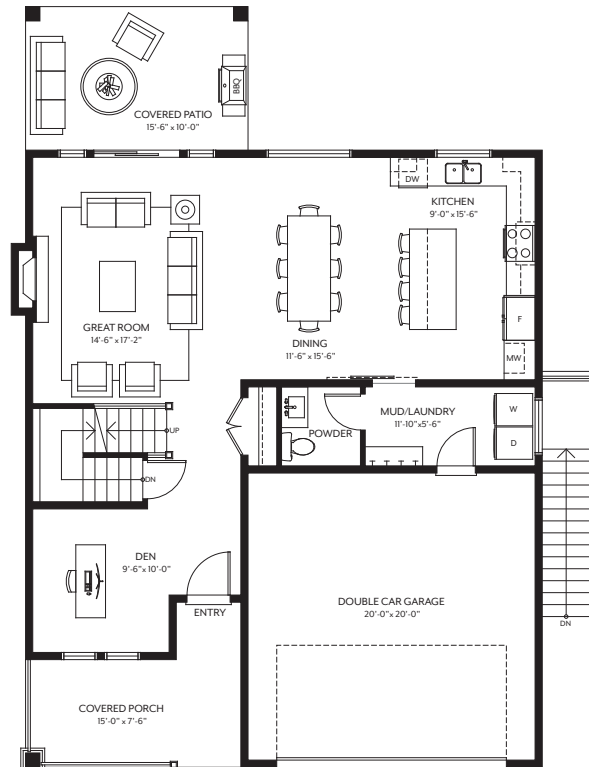 BBQ
COVERED PATIO
15'-6" x 10'-0"
DW
KITCHEN
9'-0" x 15'-6"
GREAT ROOM
14'-6" x 17'-2"
DINING
11'-6" x 15'-6"
F
MW
MUD/LAUNDRY
11'-10"x5'-6"
W
D
POWDER
UP
DN
DEN
9'-6"x 10'-0"
ENTRY
DOUBLE CAR GARAGE
20'-0"x 20'-0"
DN
COVERED PORCH
15'-0" x 7'-6"